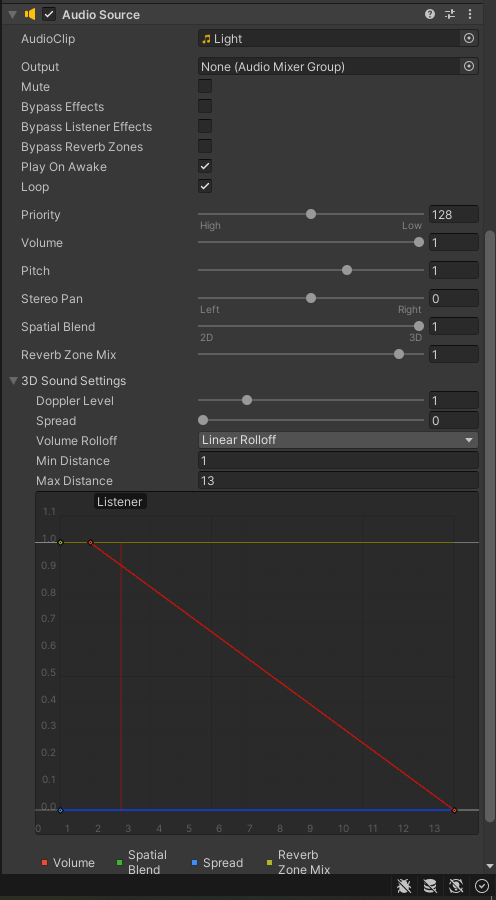 Audio Source
AudioClip Light
Output None (Audio Mixer Group)
Mute
Bypass Effects
Bypass Listener Effects
Bypass Reverb Zones
Play On Awake
Loop
Priority 128
High Low
Volume 1
Pitch 1
Stereo Pan 0
Left Right
Spatial Blend 1
2D 3D
Reverb Zone Mix 1
3D Sound Settings
Doppler Level 1
Spread 0
Volume Rolloff Linear Rolloff
Min Distance 1
Max Distance 13
Listener
1.1
1.0
0.9
0.8
0.7
0.6
0.5
0.4
0.3
0.2
0.1
0.0
0 1 2 3 4 5 6 7 8 9 10 11 12 13
Volume Spatial Blend Spread Reverb Zone Mix